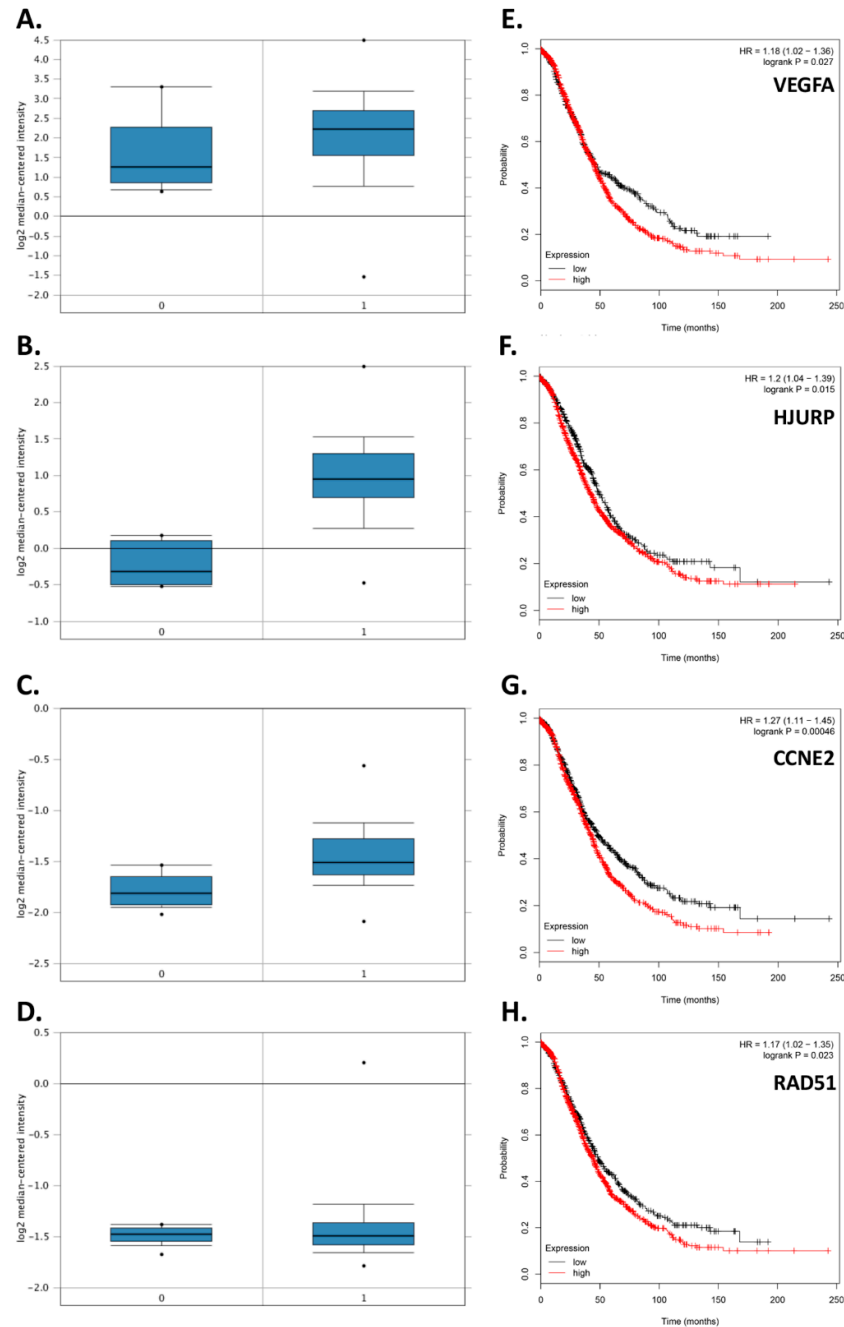 A.
log2 median-centered intensity
4.5
4.0
3.5
3.0
2.5
2.0
1.5
1.0
0.5
0.0
−0.5
−1.0
−1.5
−2.0
0
1
E.
HR = 1.18 (1.02 − 1.36)
logrank P = 0.027
VEGFA
Probability
1.0
0.8
0.6
0.4
0.2
0.0
Expression
low
high
0
50
100
150
200
250
Time (months)
B.
log2 median-centered intensity
2.5
2.0
1.5
1.0
0.5
0.0
−0.5
−1.0
0
1
F.
HR = 1.2 (1.04 − 1.39)
logrank P = 0.015
HJURP
Probability
1.0
0.8
0.6
0.4
0.2
0.0
Expression
low
high
0
50
100
150
200
250
Time (months)
C.
log2 median-centered intensity
0.0
−0.5
−1.0
−1.5
−2.0
−2.5
0
1
G.
HR = 1.27 (1.11 − 1.45)
logrank P = 0.00046
CCNE2
Probability
1.0
0.8
0.6
0.4
0.2
0.0
Expression
low
high
0
50
100
150
200
250
Time (months)
D.
log2 median-centered intensity
0.5
0.0
−0.5
−1.0
−1.5
−2.0
0
1
H.
HR = 1.17 (1.02 − 1.35)
logrank P = 0.023
RAD51
Probability
1.0
0.8
0.6
0.4
0.2
0.0
Expression
low
high
0
50
100
150
200
250
Time (months)